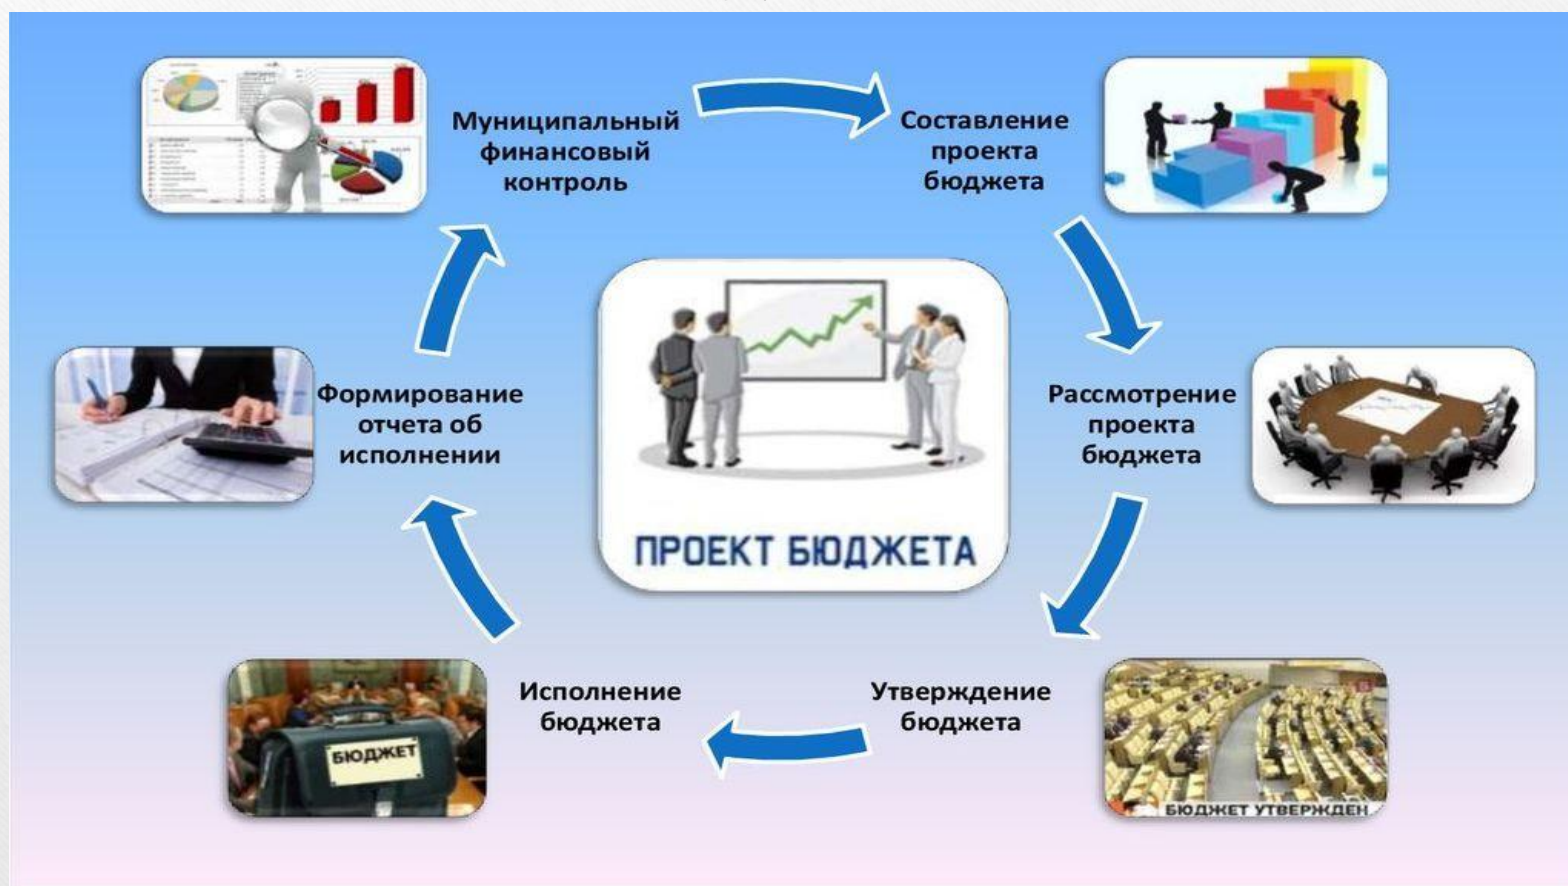 Муниципальный
финансовый
контроль
Составление
проекта
бюджета
Формирование
отчета об
исполнении
Рассмотрение
проекта
бюджета
ПРОЕКТ БЮДЖЕТА
Исполнение
бюджета
Утверждение
бюджета
БЮДЖЕТ
БЮДЖЕТ УТВЕРЖДЕН